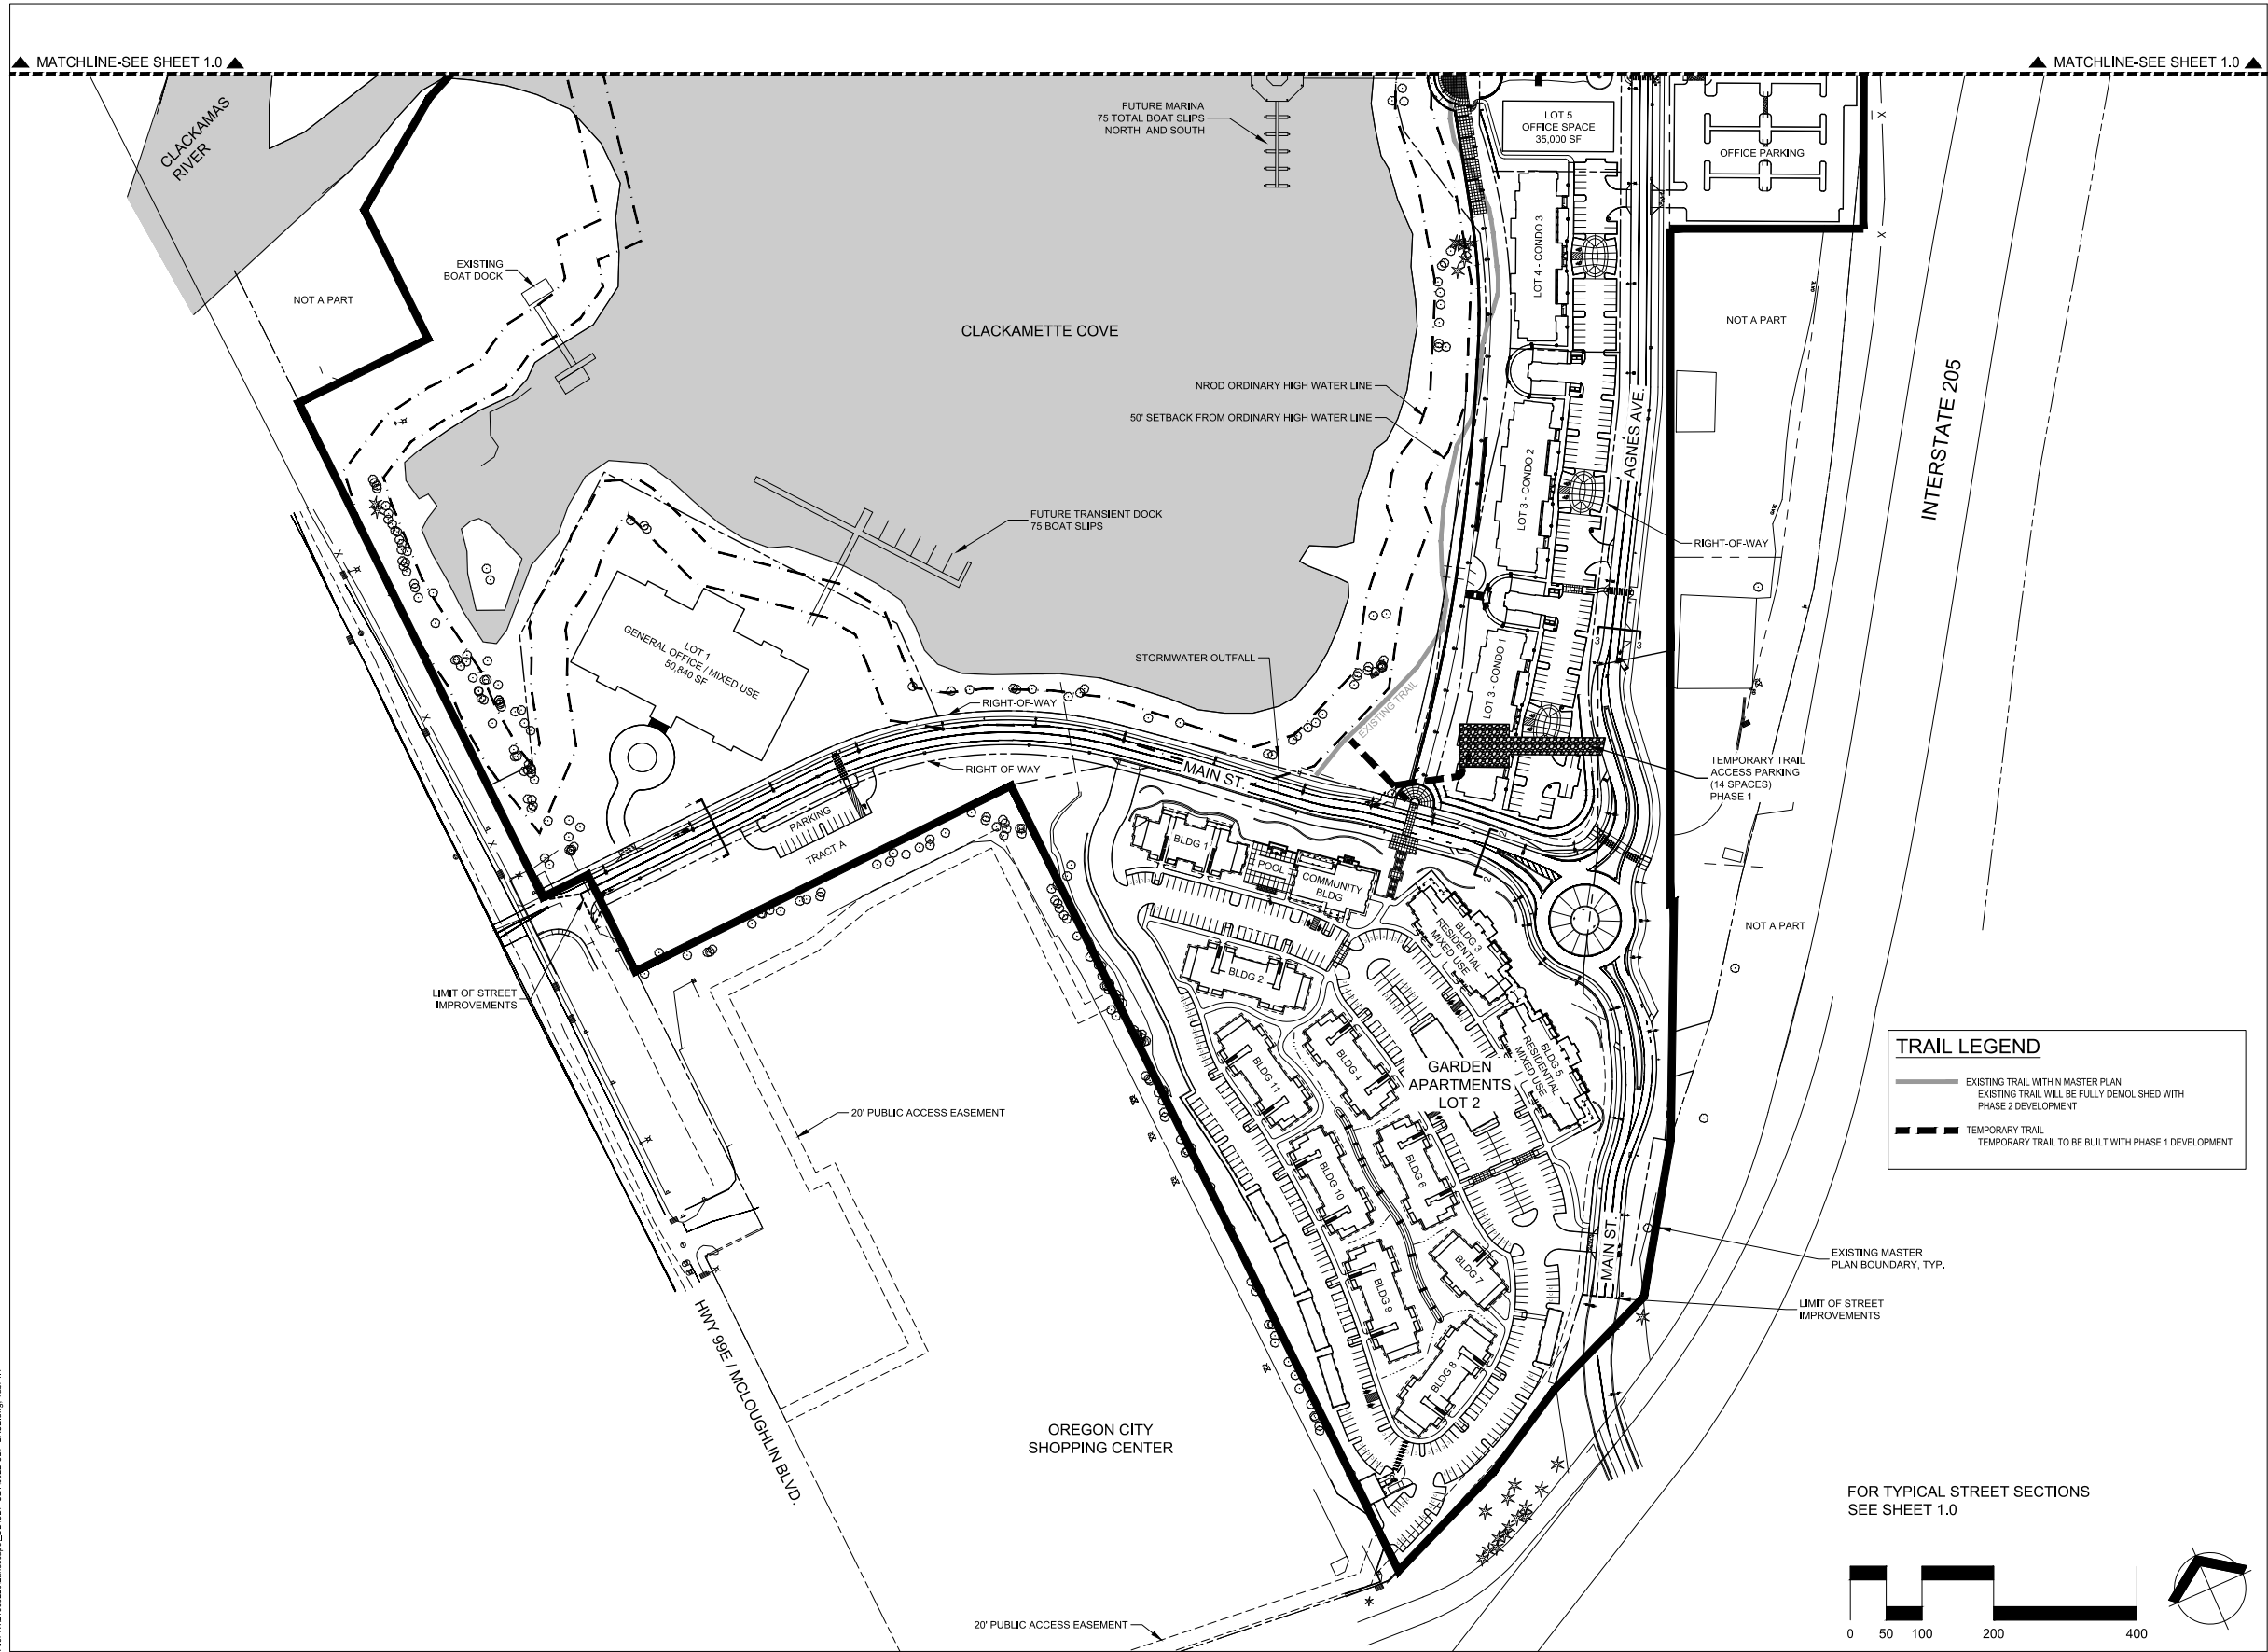 MATCHLINE-SEE SHEET 1.0
MATCHLINE-SEE SHEET 1.0
CLACKAMAS
RIVER
FUTURE MARINA
75 TOTAL BOAT SLIPS
NORTH AND SOUTH
LOT 5
OFFICE SPACE
35,000 SF
OFFICE PARKING
X
X
LOT 4 - CONDO 3
EXISTING
BOAT DOCK
NOT A PART
CLACKAMETTE COVE
NOT A PART
NROD ORDINARY HIGH WATER LINE
50' SETBACK FROM ORDINARY HIGH WATER LINE
AGNES AVE.
INTERSTATE 205
LOT 3 - CONDO 2
FUTURE TRANSIENT DOCK
75 BOAT SLIPS
RIGHT-OF-WAY
LOT 1
GENERAL OFFICE / MIXED USE
50,840 SF
STORMWATER OUTFALL
LOT 3 - CONDO 1
3
3
EXISTING TRAIL
RIGHT-OF-WAY
RIGHT-OF-WAY
MAIN ST.
TEMPORARY TRAIL
ACCESS PARKING
(14 SPACES)
PHASE 1
PARKING
TRACT A
BLDG 1
POOL
COMMUNITY
BLDG
2
2
BLDG 3
RESIDENTIAL
MIXED USE
NOT A PART
BLDG 2
LIMIT OF STREET
IMPROVEMENTS
BLDG 11
BLDG 4
GARDEN
APARTMENTS
LOT 2
BLDG 5
RESIDENTIAL
MIXED USE
TRAIL LEGEND
EXISTING TRAIL WITHIN MASTER PLAN
EXISTING TRAIL WILL BE FULLY DEMOLISHED WITH
PHASE 2 DEVELOPMENT
TEMPORARY TRAIL
TEMPORARY TRAIL TO BE BUILT WITH PHASE 1 DEVELOPMENT
20' PUBLIC ACCESS EASEMENT
BLDG 10
BLDG 6
BLDG 7
BLDG 9
BLDG 8
MAIN ST.
EXISTING MASTER
PLAN BOUNDARY, TYP.
LIMIT OF STREET
IMPROVEMENTS
HWY 99E / MCLOUGHLIN BLVD.
OREGON CITY
SHOPPING CENTER
FOR TYPICAL STREET SECTIONS
SEE SHEET 1.0
20' PUBLIC ACCESS EASEMENT
0 50 100 200 400